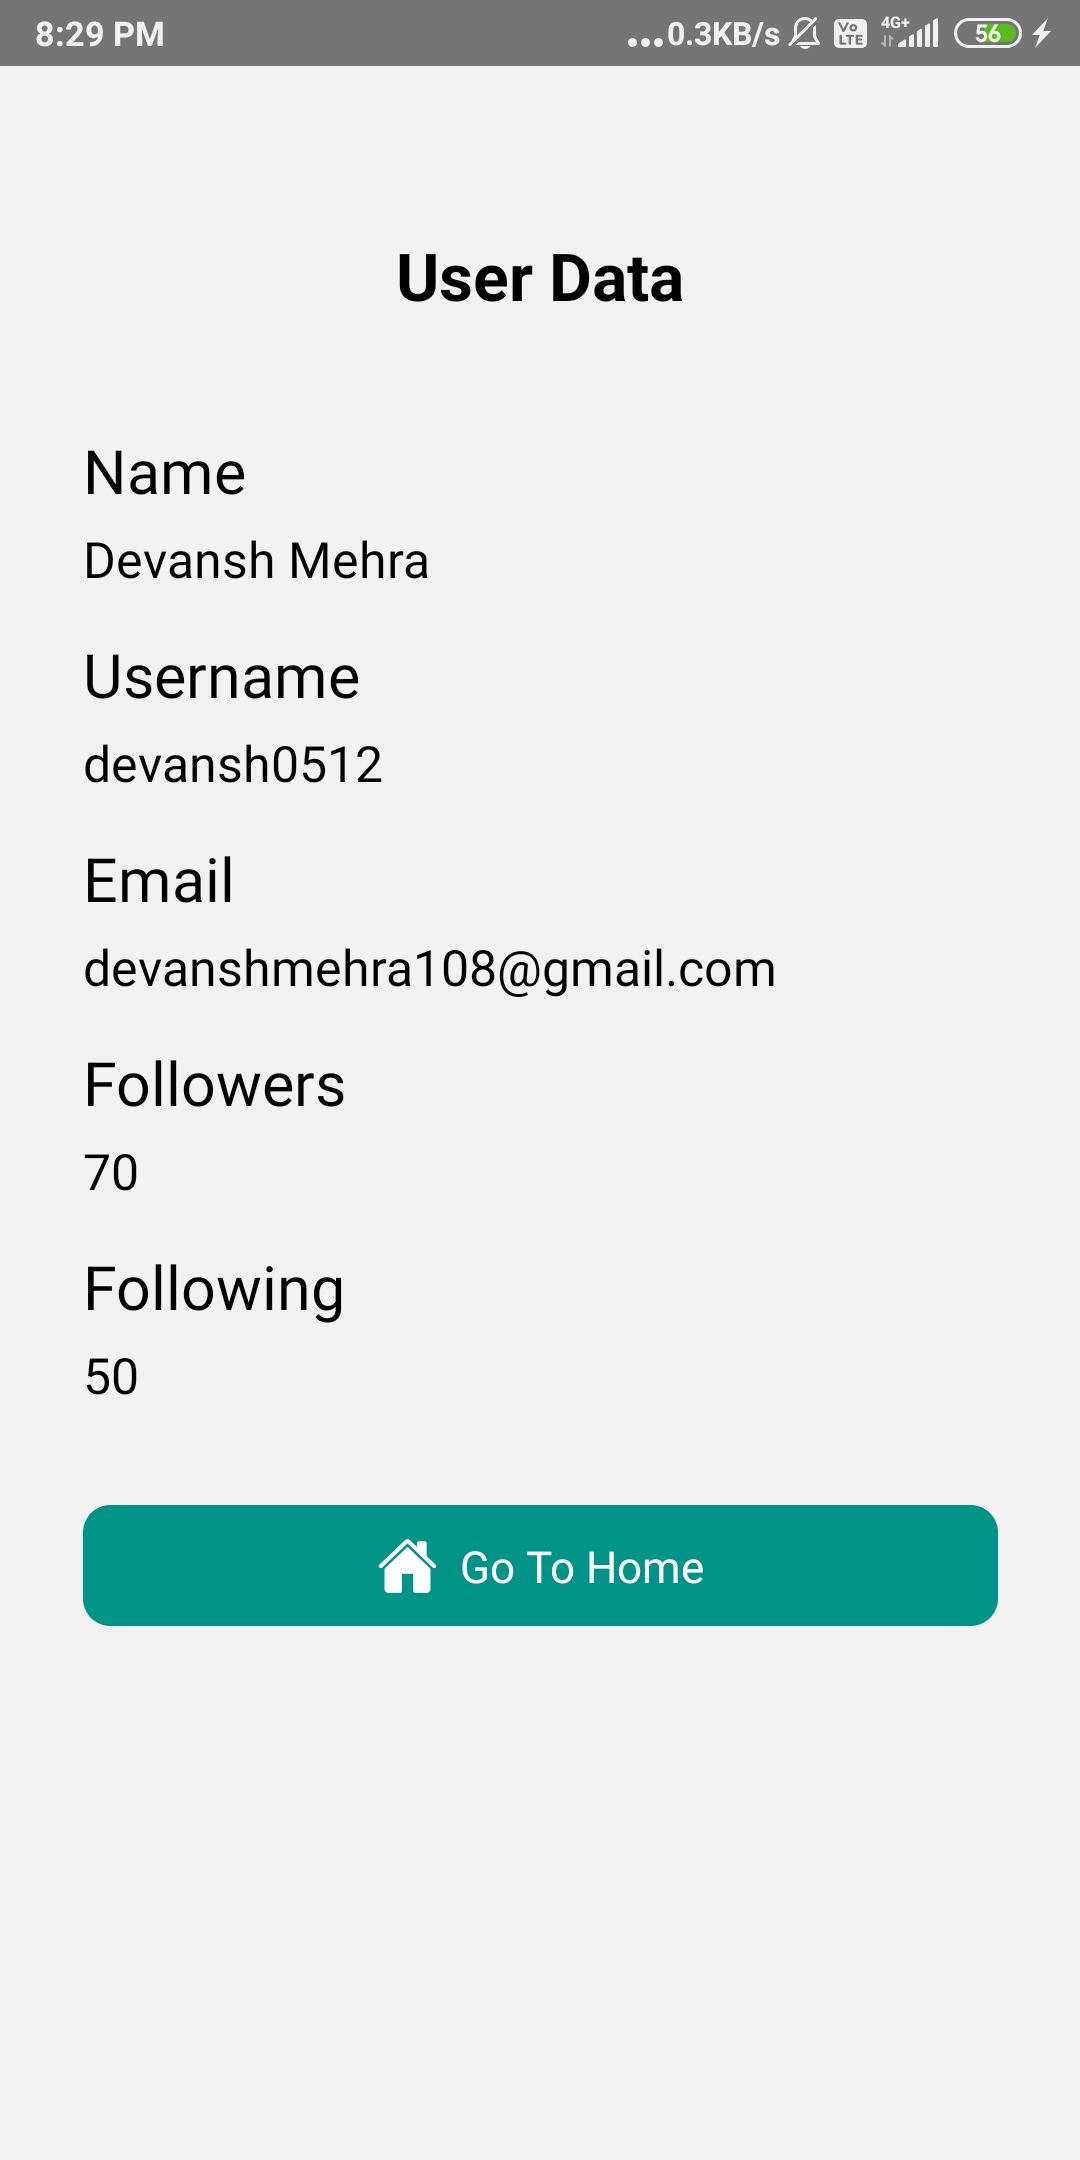 8:29 PM
...0.3KB/s Vo LTE 4G+ 56
User Data
Name
Devansh Mehra
Username
devansh0512
Email
devanshmehra108@gmail.com
Followers
70
Following
50
Go To Home